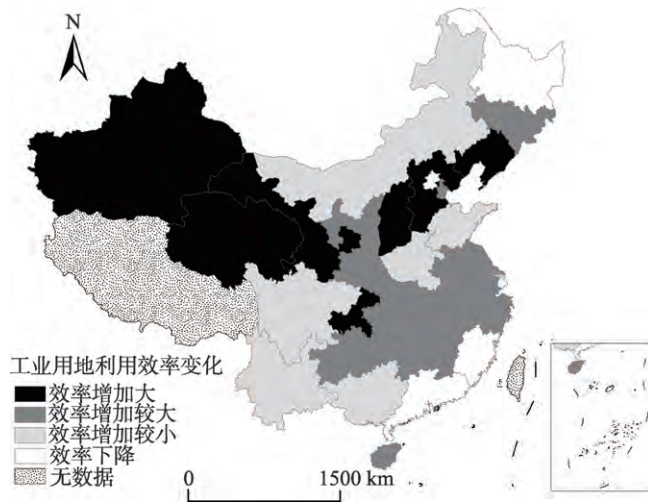 N
工业用地利用效率变化
效率增加大
效率增加较大
效率增加较小
效率下降
无数据
0 1500 km